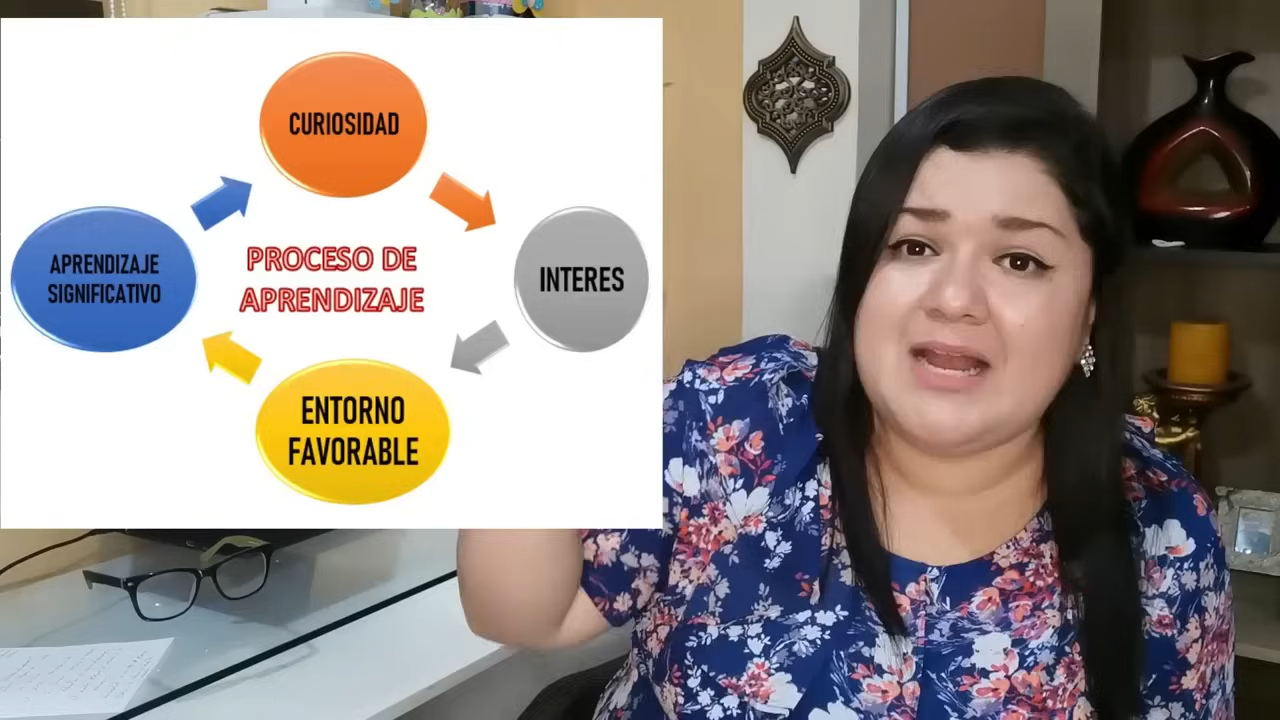 CURIOSIDAD
INTERES
ENTORNO
FAVORABLE
APRENDIZAJE
SIGNIFICATIVO
PROCESO DE
APRENDIZAJE